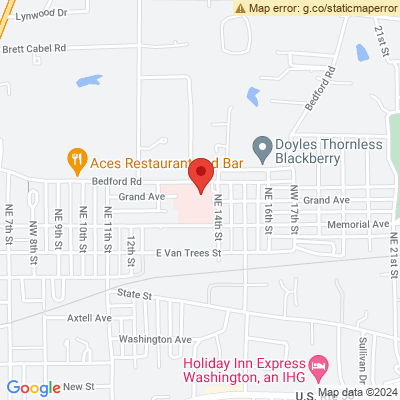 Map error: g.co/staticmaperror
Lynwood Dr
21st St
Brett Cabel Rd
Bedford Rd
Doyles Thornless
Blackberry
Aces Restaurant and Bar
Bedford Rd
Grand Ave
Grand Ave
NE 7th St
NW 8th St
NE 9th St
NE 10th St
NE 11th St
12th St
NE 14th St
NE 16th St
NW 17th St
Memorial Ave
NE 21st St
E Van Trees St
State St
Axtell Ave
Washington Ave
Sullivan Dr
Holiday Inn Express
Washington, an IHG
New St
U.S.
Google
Map data ©2024